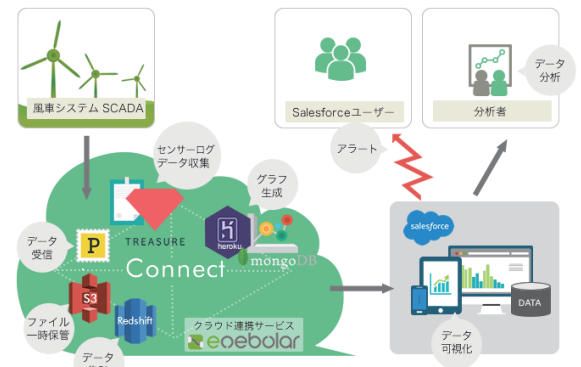 風車システム SCADA
Salesforceユーザー
分析者
データ
分析
センサーログ
データ収集
アラート
グラフ
生成
データ
受信
P
TREASURE
heroku
mongoDB
Connect
salesforce
S3
Redshift
DATA
ファイル
一時保管
クラウド連携サービス
データ
可視化
データ